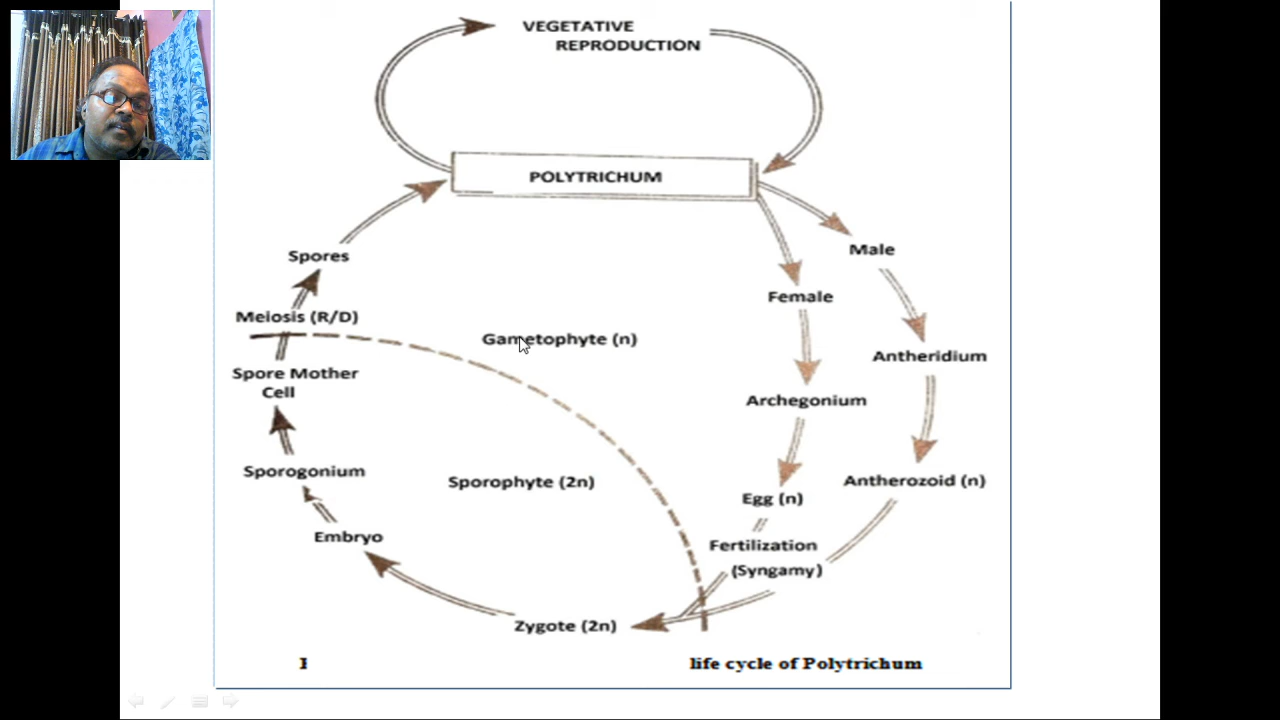 VEGETATIVE
REPRODUCTION
POLYTRICHUM
Spores
Male
Female
Meiosis (R/D)
Gametophyte (n)
Antheridium
Spore Mother
Cell
Archegonium
Sporogonium
Sporophyte (2n)
Antherozoid (n)
Egg (n)
Embryo
Fertilization
(Syngamy)
Zygote (2n)
life cycle of Polytrichum